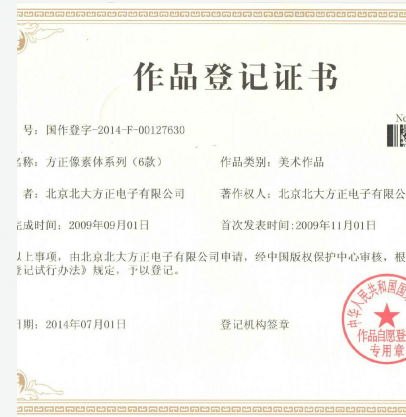 作品登记证书
No
号：国作登字-2014-F-00127630
名称：方正像素体系列（6款）
作品类别：美术作品
者：北京北大方正电子有限公司
著作权人：北京北大方正电子有限公
完成时间：2009年09月01日
首次发表时间:2009年11月01日
以上事项，由北京北大方正电子有限公司申请，经中国版权保护中心审核，根
登记试行办法》规定，予以登记。
日期：2014年07月01日
登记机构签章
中华人民共和国国
作品自愿登
专用章